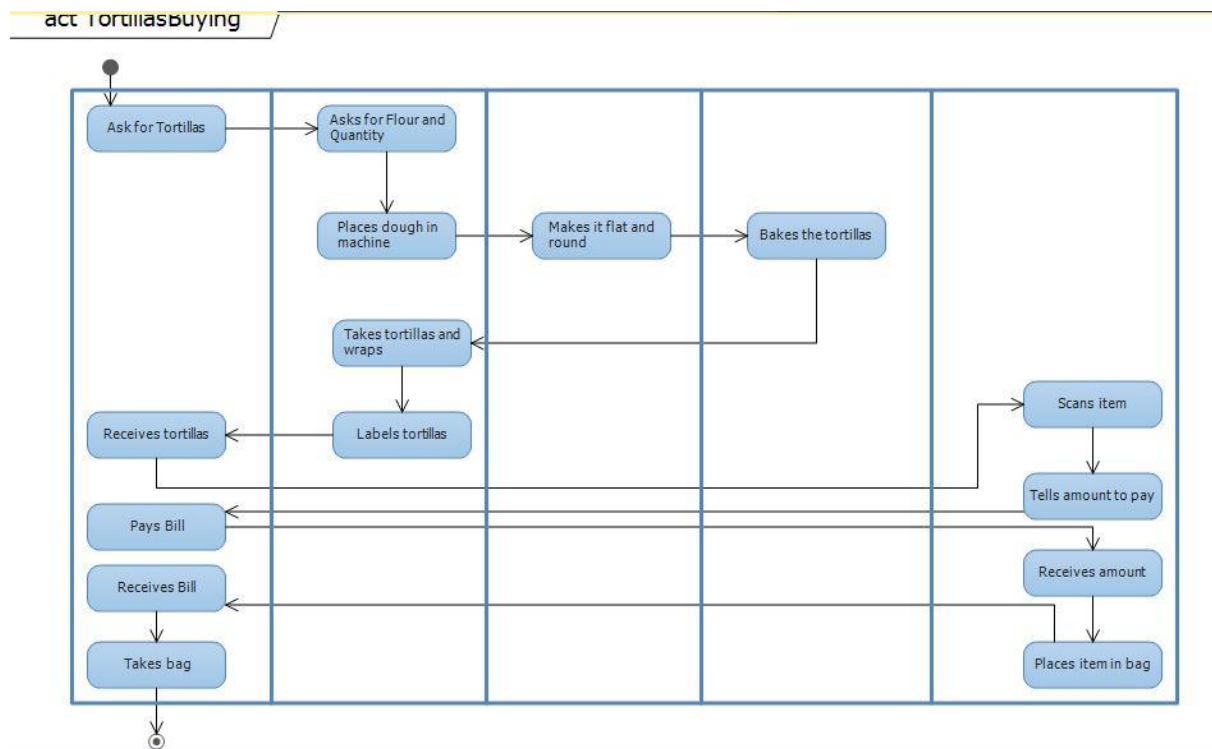 act TortillasBuying
Ask for Tortillas
Asks for Flour and
Quantity
Places dough in
machine
Makes it flat and
round
Bakes the tortillas
Takes tortillas and
wraps
Scans item
Receives tortillas
Labels tortillas
Tells amount to pay
Pays Bill
Receives amount
Receives Bill
Takes bag
Places item in bag